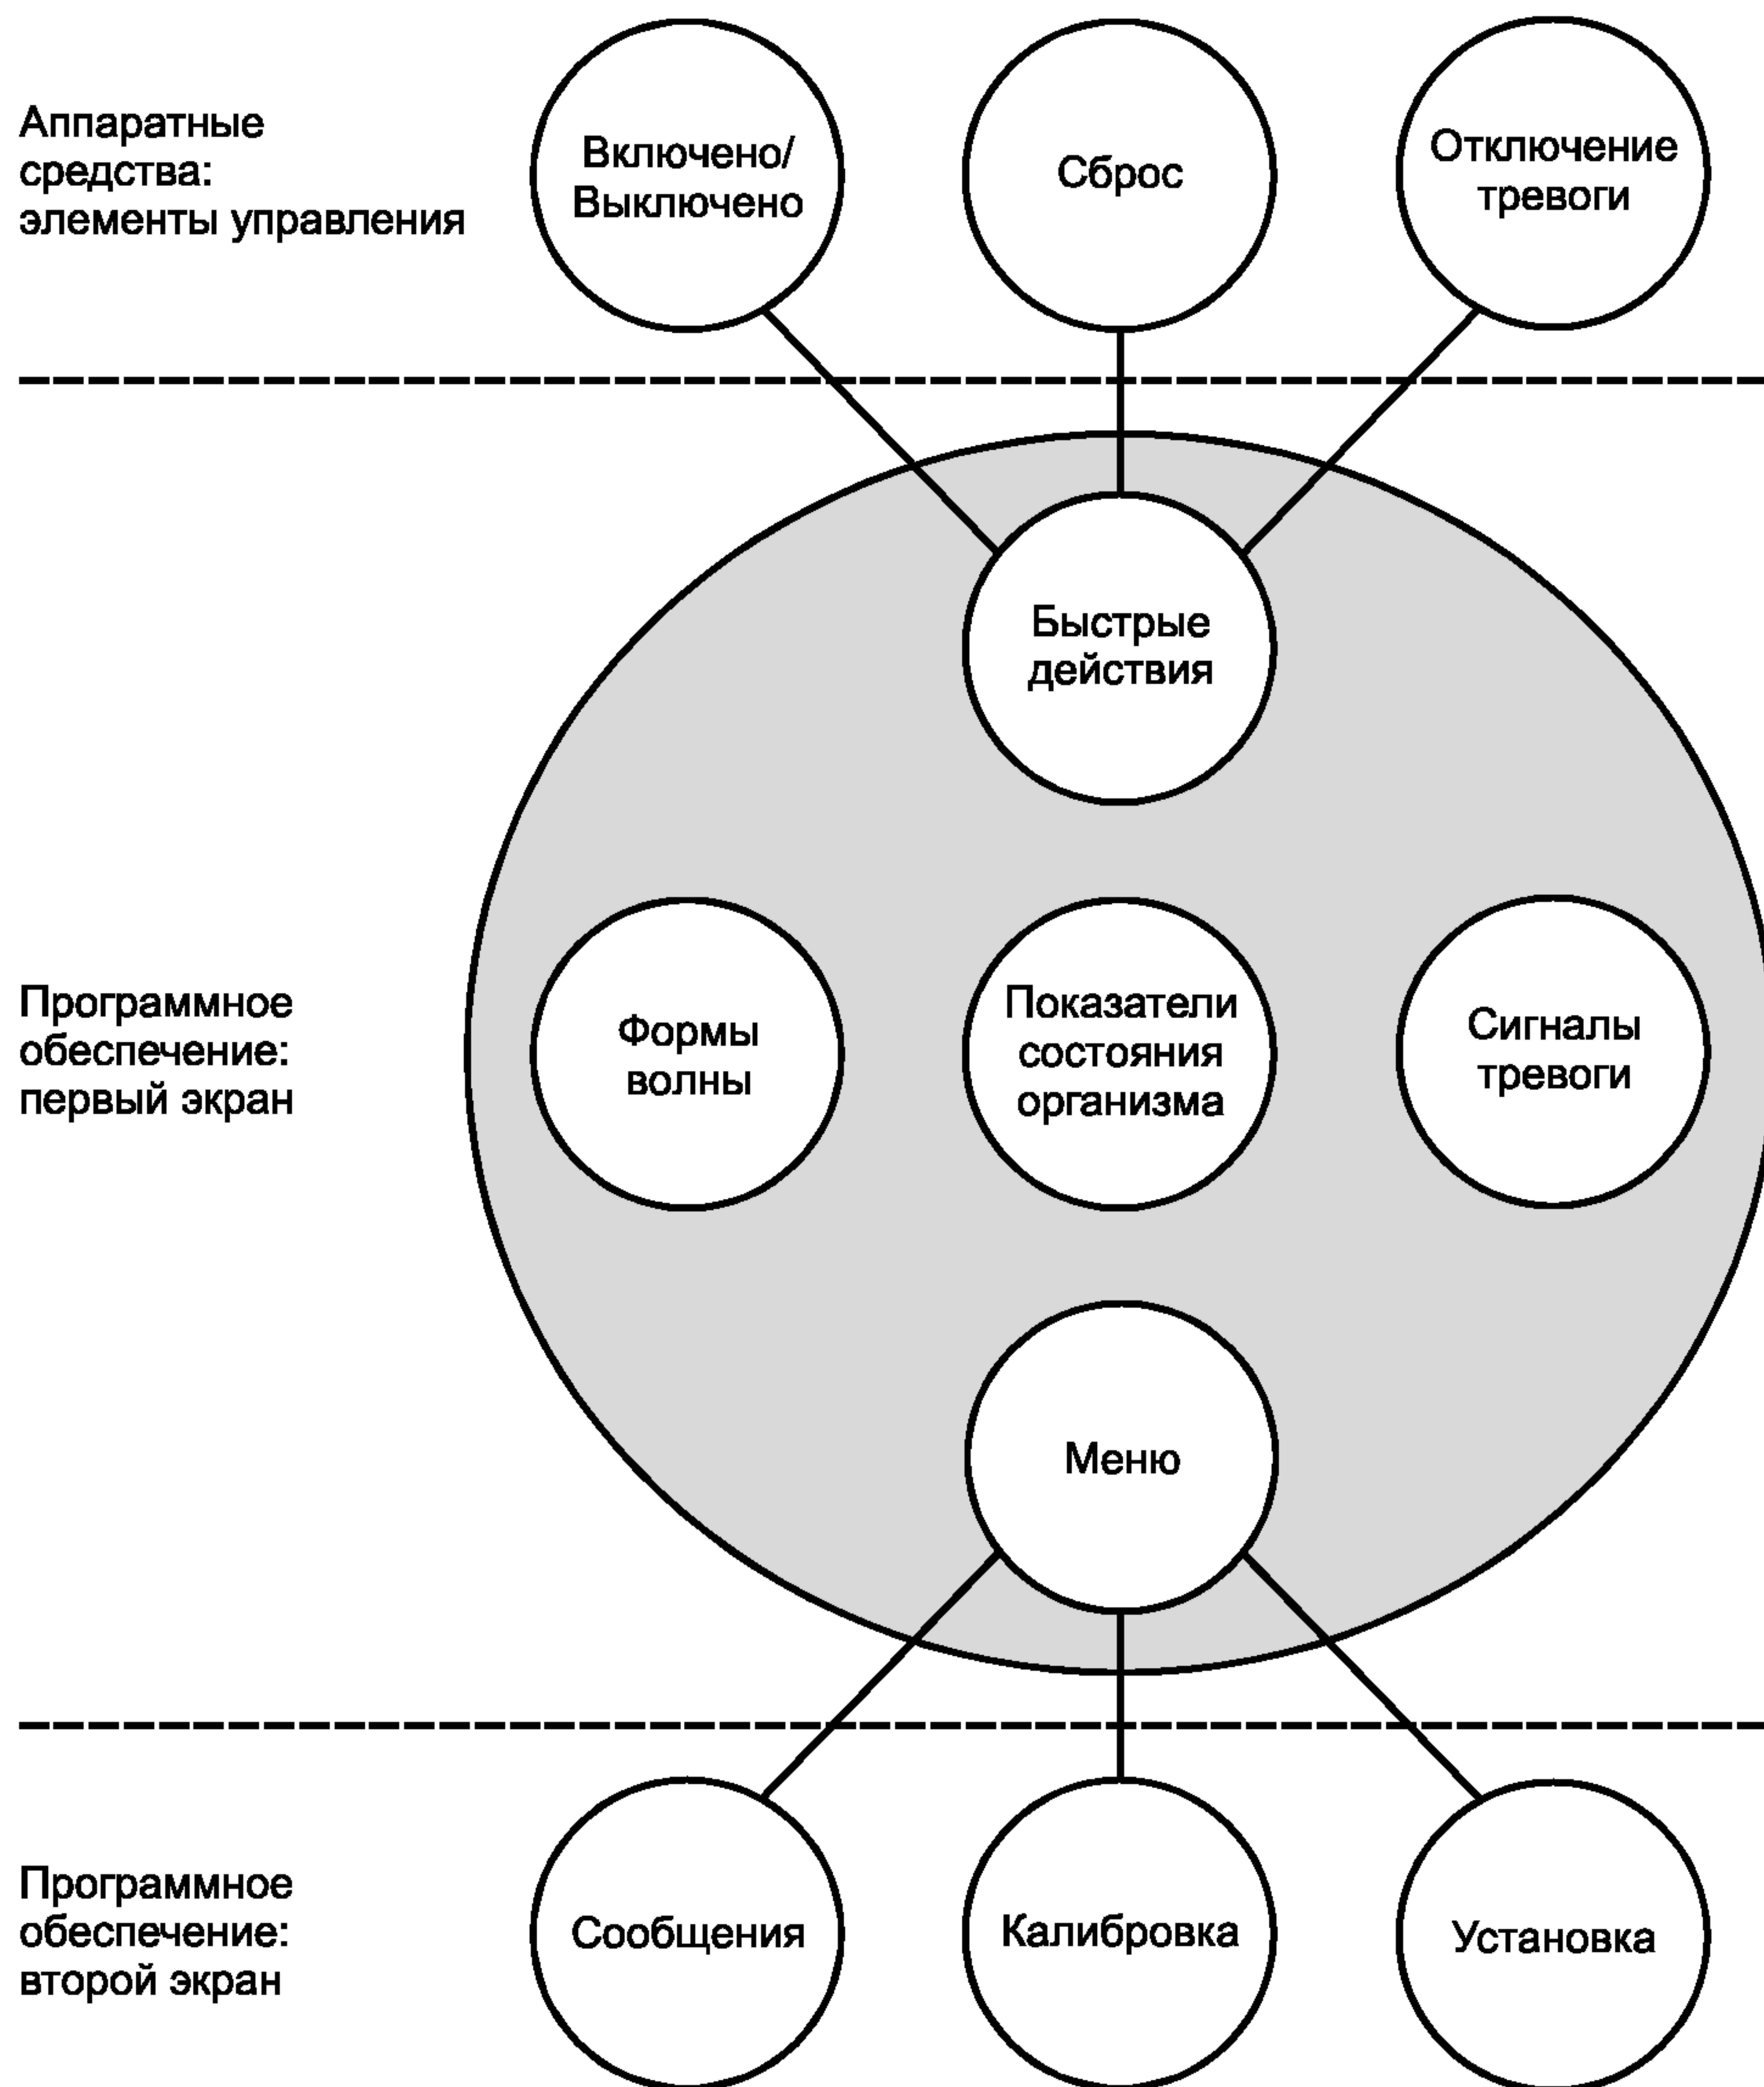 Аппаратные
средства:
элементы управления
Включено/
Выключено
Сброс
Отключение
тревоги
Быстрые
действия
Программное
обеспечение:
первый экран
Формы
волны
Показатели
состояния
организма
Сигналы
тревоги
Меню
Программное
обеспечение:
второй экран
Сообщения
Калибровка
Установка